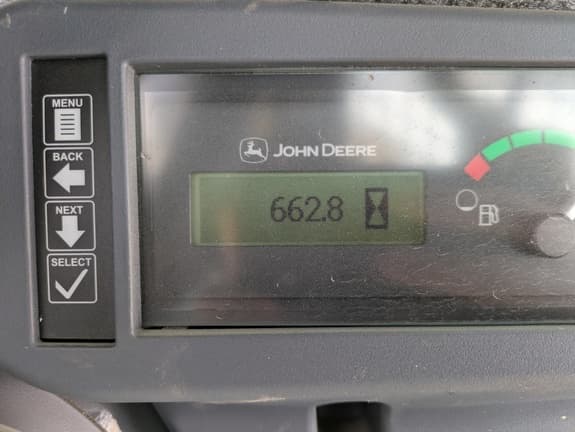 MENU
BACK
NEXT
SELECT
JOHN DEERE
662.8